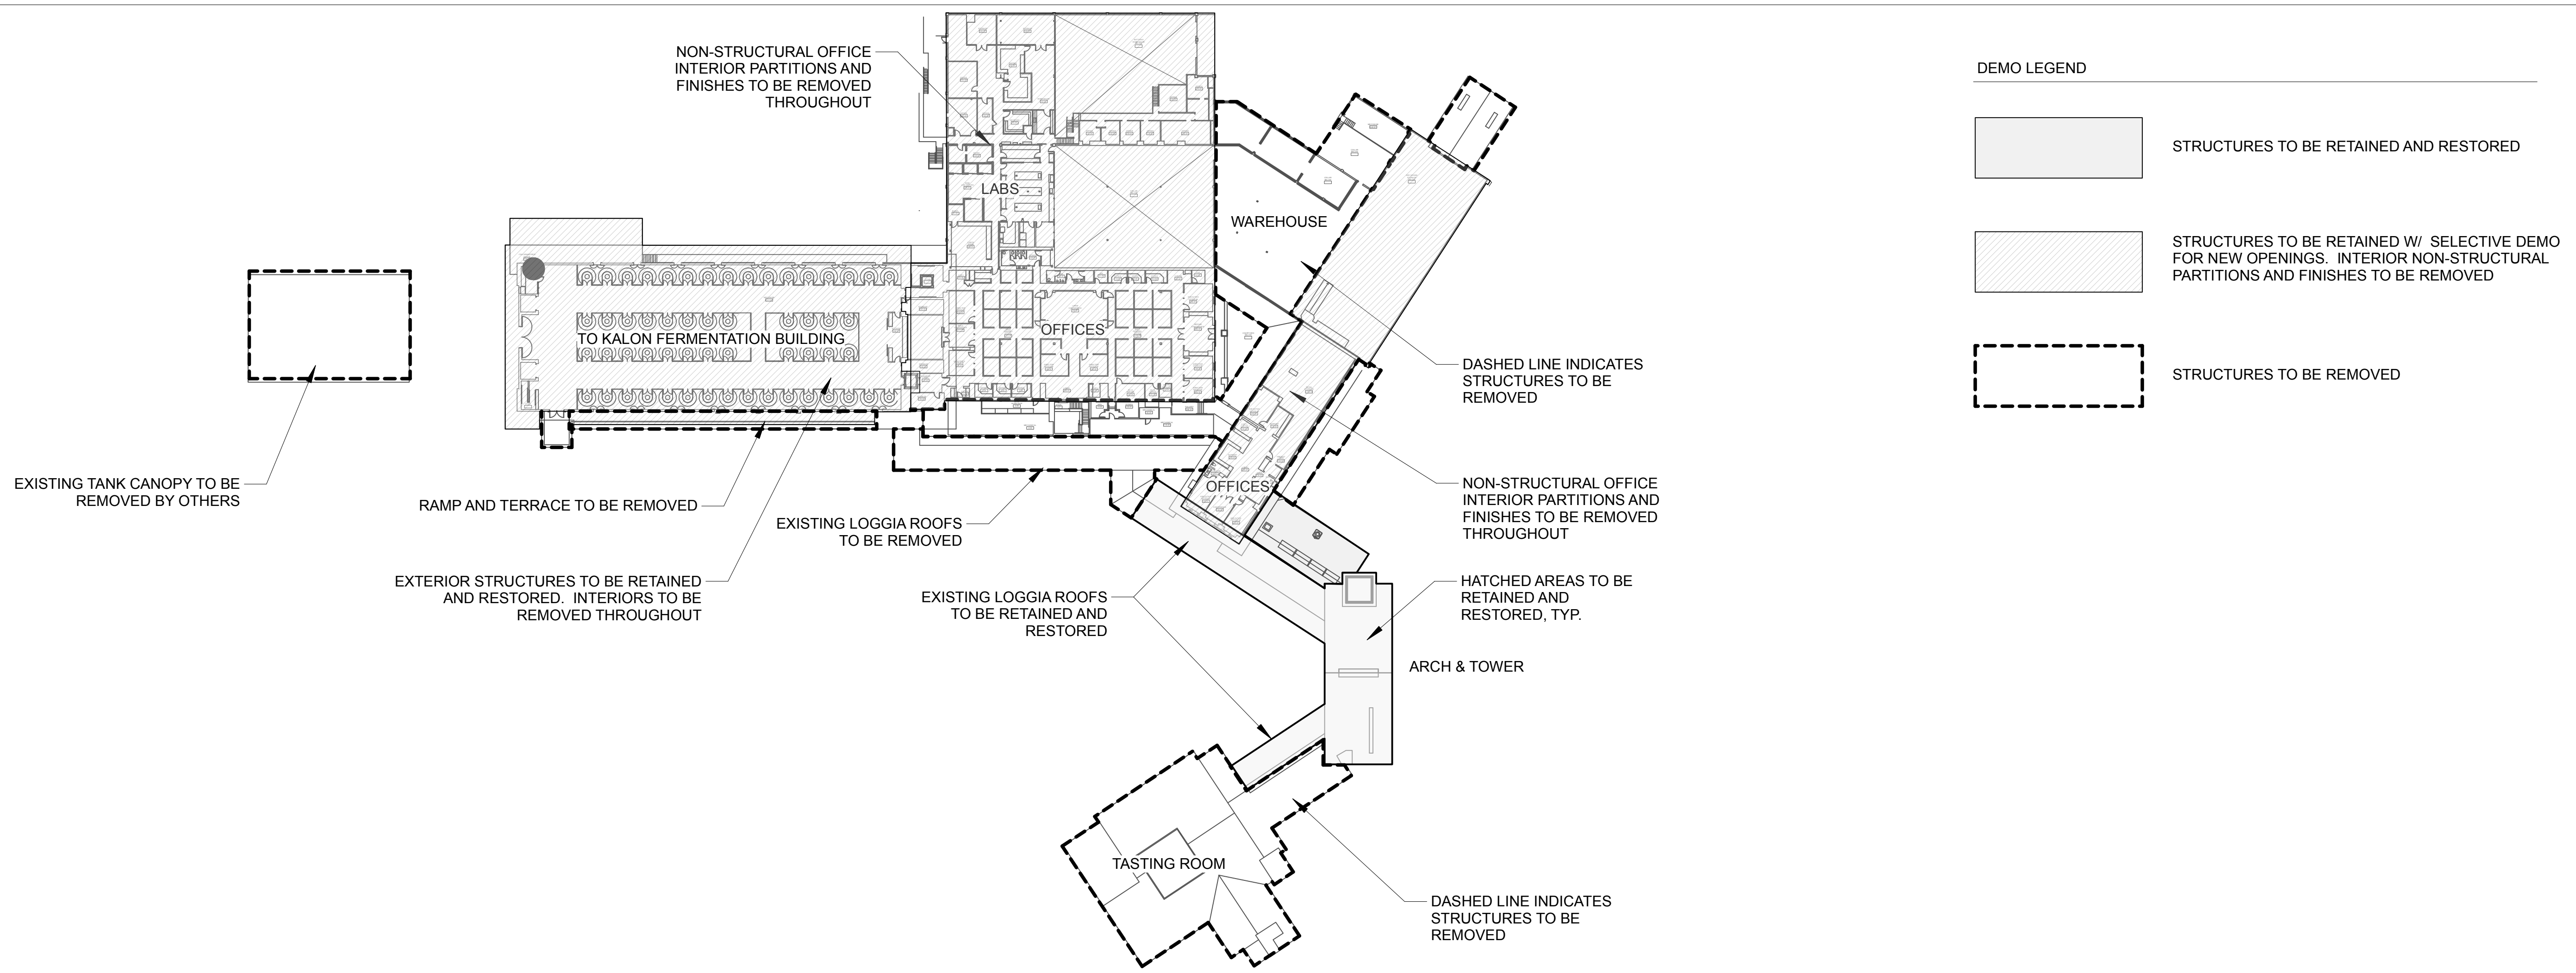 NON-STRUCTURAL OFFICE
INTERIOR PARTITIONS AND
FINISHES TO BE REMOVED
THROUGHOUT
LABS
WAREHOUSE
TO KALON FERMENTATION BUILDING
OFFICES
DASHED LINE INDICATES
STRUCTURES TO BE
REMOVED
EXISTING TANK CANOPY TO BE
REMOVED BY OTHERS
RAMP AND TERRACE TO BE REMOVED
EXISTING LOGGIA ROOFS
TO BE REMOVED
OFFICES
NON-STRUCTURAL OFFICE
INTERIOR PARTITIONS AND
FINISHES TO BE REMOVED
THROUGHOUT
EXTERIOR STRUCTURES TO BE RETAINED
AND RESTORED. INTERIORS TO BE
REMOVED THROUGHOUT
EXISTING LOGGIA ROOFS
TO BE RETAINED AND
RESTORED
HATCHED AREAS TO BE
RETAINED AND
RESTORED, TYP.
ARCH & TOWER
TASTING ROOM
DASHED LINE INDICATES
STRUCTURES TO BE
REMOVED
DEMO LEGEND
STRUCTURES TO BE RETAINED AND RESTORED
STRUCTURES TO BE RETAINED W/ SELECTIVE DEMO
FOR NEW OPENINGS. INTERIOR NON-STRUCTURAL
PARTITIONS AND FINISHES TO BE REMOVED
STRUCTURES TO BE REMOVED